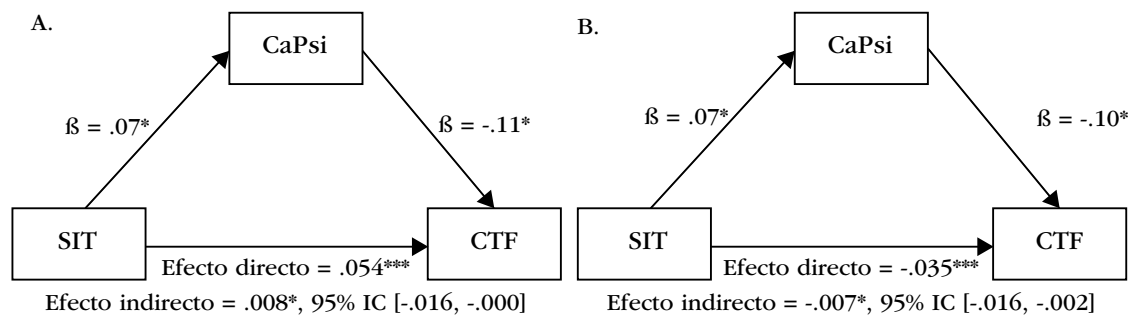 A.
CaPsi
ß = .07*
ß = -.11*
SIT
CTF
Efecto directo = .054***
Efecto indirecto = .008*, 95% IC [-.016, -.000]
B.
CaPsi
ß = .07*
ß = -.10*
SIT
CTF
Efecto directo = -.035***
Efecto indirecto = -.007*, 95% IC [-.016, -.002]